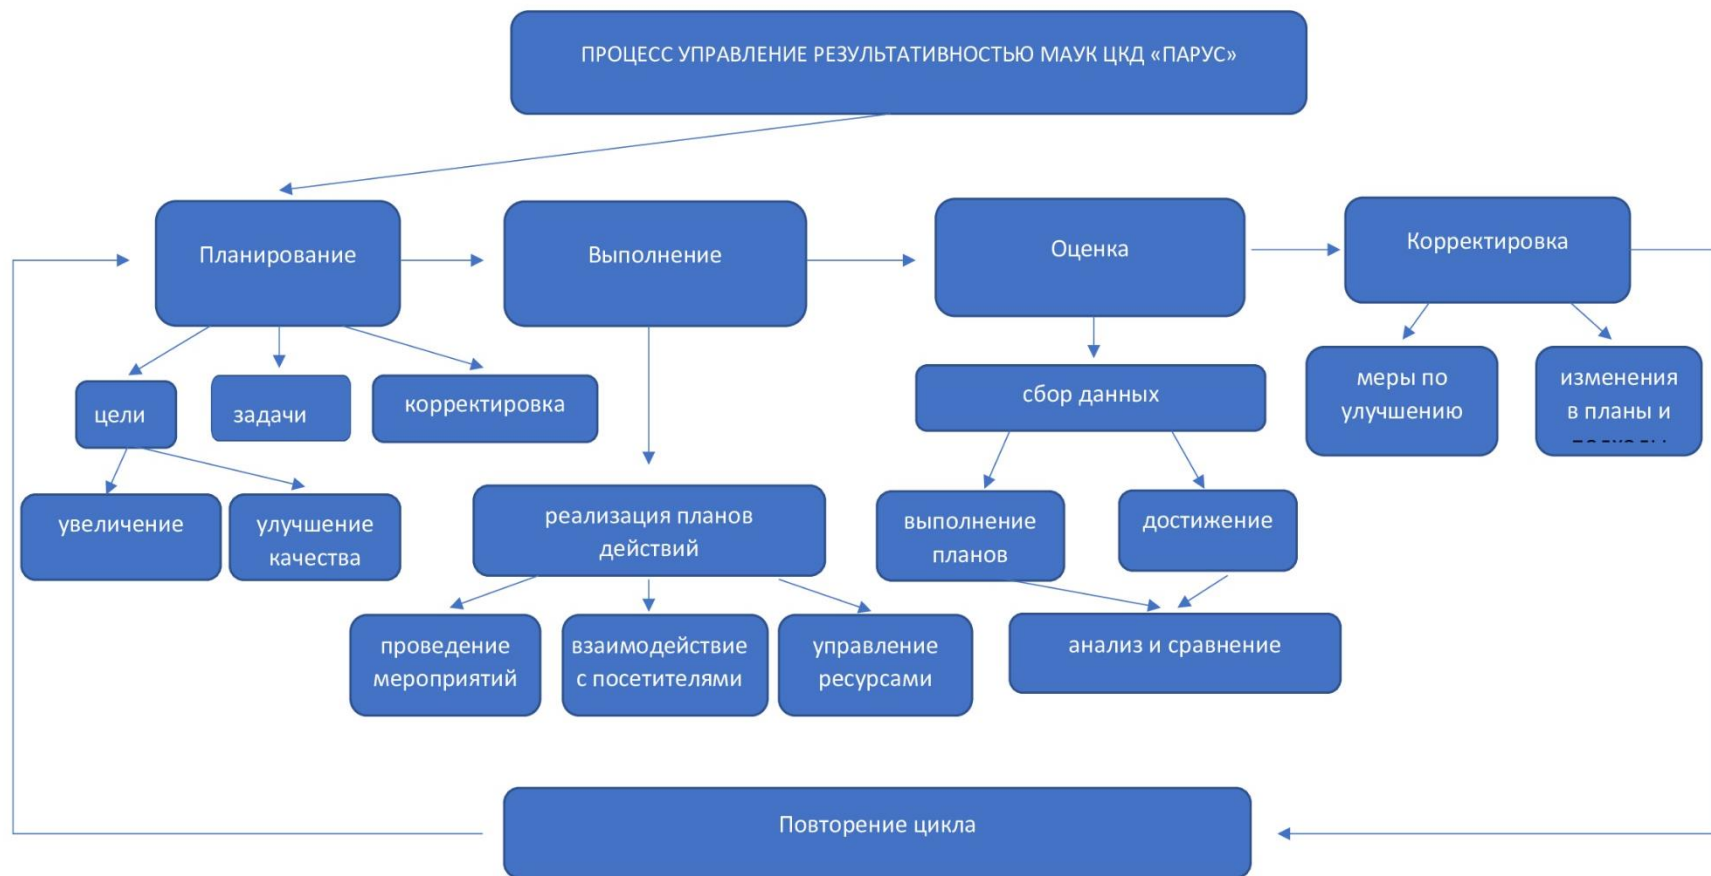 ПРОЦЕСС УПРАВЛЕНИЕ РЕЗУЛЬТАТИВНОСТЬЮ МАУК ЦКД «ПАРУС»
Планирование
Выполнение
Оценка
Корректировка
цели
задачи
корректировка
сбор данных
меры по
улучшению
изменения
в планы и
увеличение
улучшение
качества
реализация планов
действий
выполнение
планов
достижение
проведение
мероприятий
взаимодействие
с посетителями
управление
ресурсами
анализ и сравнение
Повторение цикла